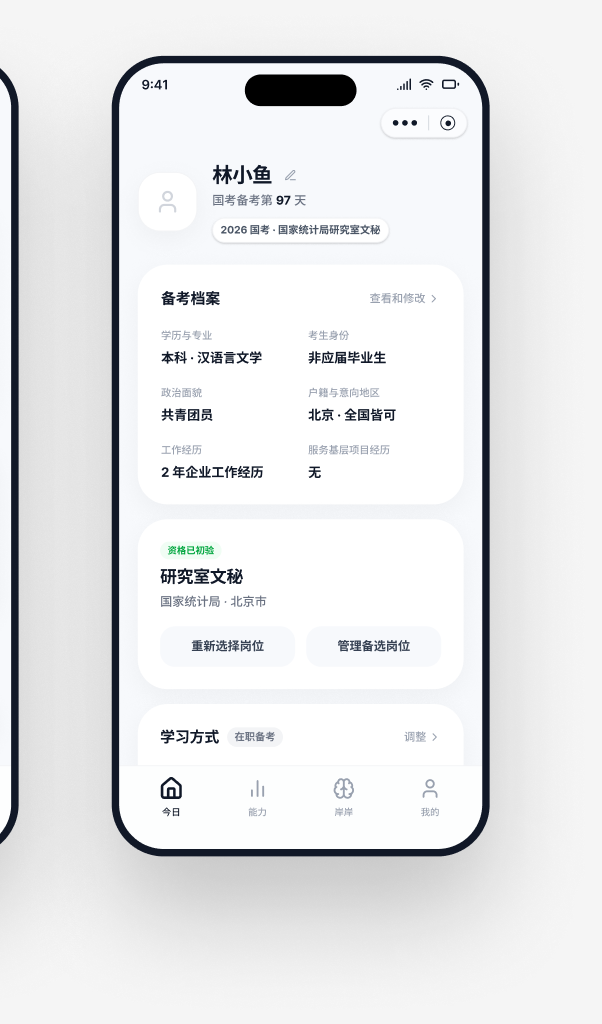 9:41
林小鱼
国考备考第 97 天
2026 国考 · 国家统计局研究室文秘
备考档案
查看和修改
学历与专业
考生身份
本科 · 汉语言文学
非应届毕业生
政治面貌
户籍与意向地区
共青团员
北京 · 全国皆可
工作经历
服务基层项目经历
2 年企业工作经历
无
资格已初验
研究室文秘
国家统计局 · 北京市
重新选择岗位
管理备选岗位
学习方式
在职备考
调整
今日
能力
岸岸
我的